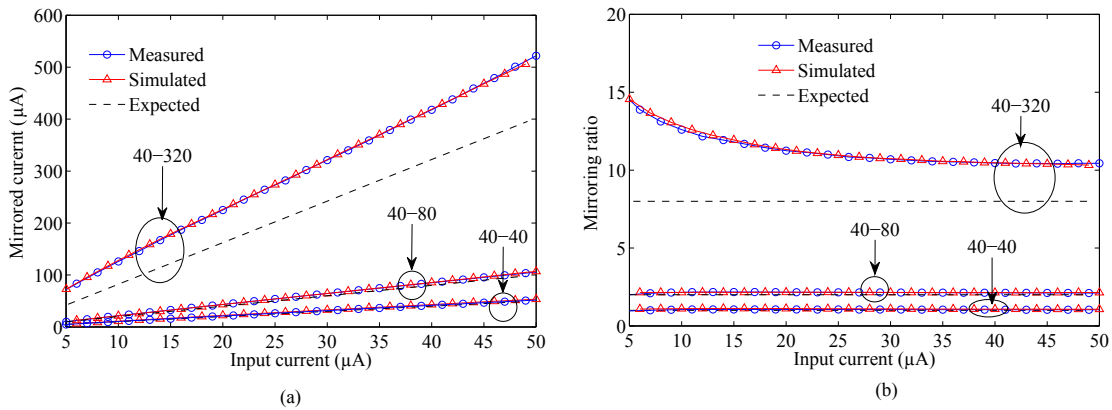 600
500
400
300
200
100
0
Mirrored curernt (µA)
Measured
Simulated
Expected
40−320
40−80
40−40
5 10 15 20 25 30 35 40 45 50
Input current (µA)
(a)
20
15
10
5
0
Mirroring ratio
Measured
Simulated
Expected
40−320
40−80
40−40
5 10 15 20 25 30 35 40 45 50
Input current (µA)
(b)